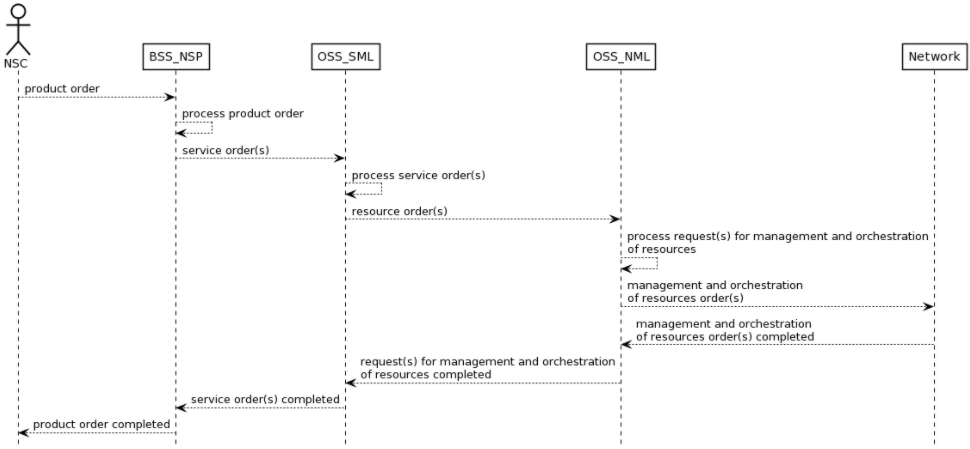 NSC
BSS_NSP
OSS_SML
OSS_NML
Network
product order
process product order
service order(s)
process service order(s)
resource order(s)
process request(s) for management and orchestration
of resources
management and orchestration
of resources order(s)
management and orchestration
of resources order(s) completed
request(s) for management and orchestration
of resources completed
service order(s) completed
product order completed